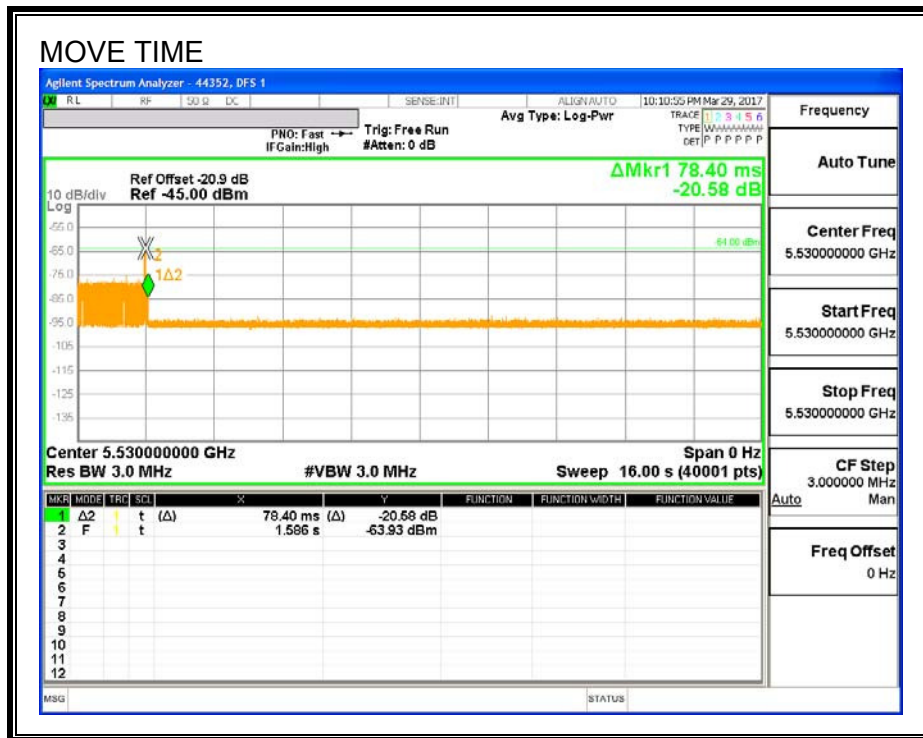 MOVE TIME
Agilent Spectrum Analyzer - 44352, DFS 1
RL RF 50 Ω DC SENSE:INT ALIGN AUTO 10:10:55 PM Mar 29, 2017
PNO: Fast Trig: Free Run Avg Type: Log-Pwr TRACE 1 2 3 4 5 6
IFGain:High #Atten: 0 dB TYPE W
DET P P P P P P
ΔMkr1 78.40 ms
-20.58 dB
Ref Offset -20.9 dB
10 dB/div Ref -45.00 dBm
Log
-55.0
-65.0
-75.0
-85.0
-95.0
-105
-115
-125
-135
-64.00 dBm
2
1Δ2
Center 5.530000000 GHz Span 0 Hz
Res BW 3.0 MHz #VBW 3.0 MHz Sweep 16.00 s (40001 pts)
MKR MODE TRC SCL X Y FUNCTION FUNCTION WIDTH FUNCTION VALUE
1 Δ2 1 t (Δ) 78.40 ms (Δ) -20.58 dB
2 F 1 t 1.586 s -63.93 dBm
3
4
5
6
7
8
9
10
11
12
MSG STATUS
Frequency
Auto Tune
Center Freq
5.530000000 GHz
Start Freq
5.530000000 GHz
Stop Freq
5.530000000 GHz
CF Step
3.000000 MHz
Auto Man
Freq Offset
0 Hz